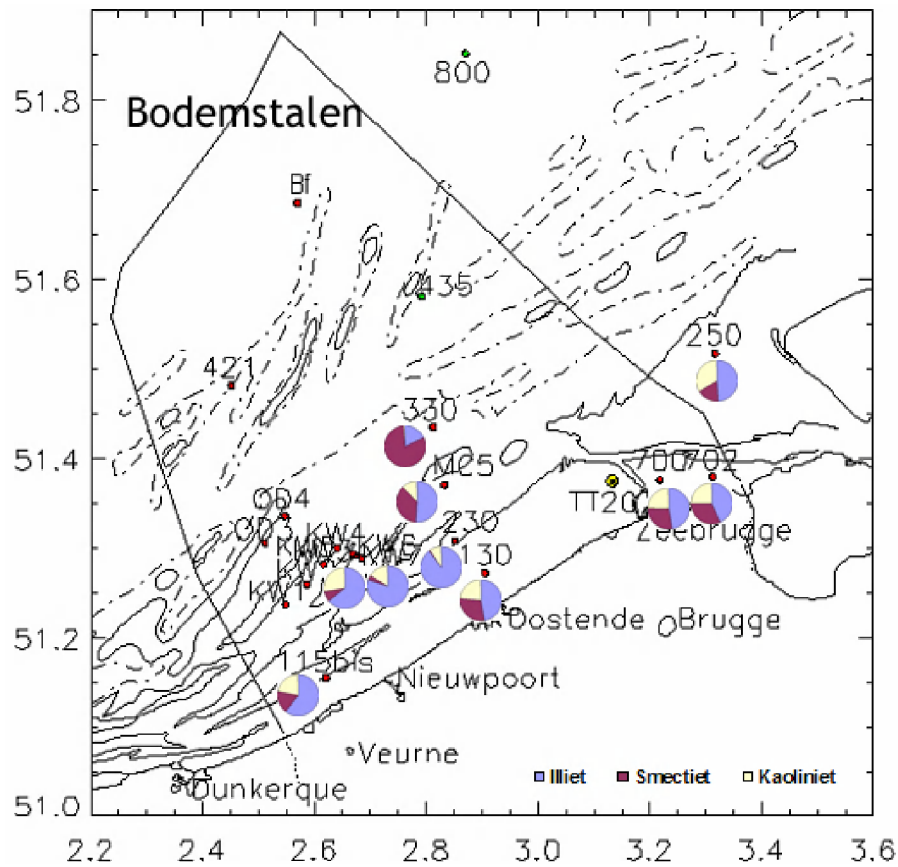 800
51.8
Bodemstalen
Bf
51.6
435
250
421
330
51.4
MC5
700
702
OD4
TT20
230
KW4
Zeebrugge
130
KW1
51.2
Oostende
Brugge
115bis
Nieuwpoort
Veurne
Illiet Smectiet Kaoliniet
Dunkerque
51.0
2.2 2.4 2.6 2.8 3.0 3.2 3.4 3.6